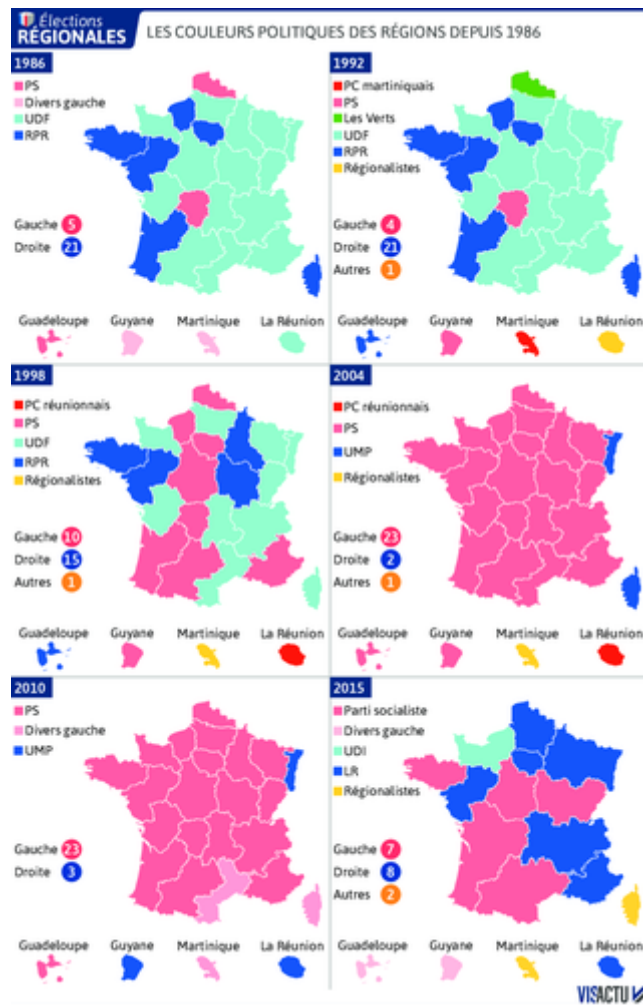 Élections
RÉGIONALES
LES COULEURS POLITIQUES DES RÉGIONS DEPUIS 1986
1986
PS
Divers gauche
UDF
RPR
Gauche 5
Droite 21
Guadeloupe Guyane Martinique La Réunion
1992
PC martiniquais
PS
Les Verts
UDF
RPR
Régionalistes
Gauche 4
Droite 21
Autres 1
Guadeloupe Guyane Martinique La Réunion
1998
PC réunionnais
PS
UDF
RPR
Régionalistes
Gauche 10
Droite 15
Autres 1
Guadeloupe Guyane Martinique La Réunion
2004
PC réunionnais
PS
UMP
Régionalistes
Gauche 23
Droite 2
Autres 1
Guadeloupe Guyane Martinique La Réunion
2010
PS
Divers gauche
UMP
Gauche 23
Droite 3
Guadeloupe Guyane Martinique La Réunion
2015
Parti socialiste
Divers gauche
UDI
LR
Régionalistes
Gauche 7
Droite 8
Autres 2
Guadeloupe Guyane Martinique La Réunion
VISACTU